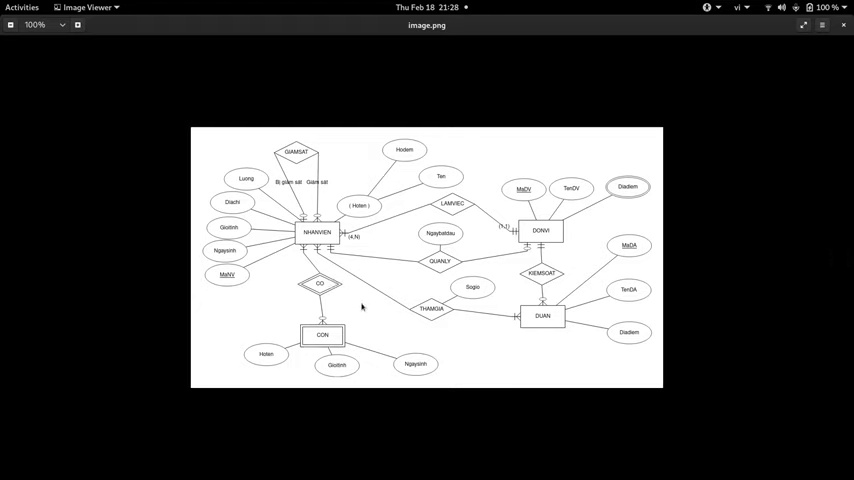 Activities
Image Viewer
Thu Feb 18 21:28
vi
100 %
100%
image.png
GIAMSAT
Hodem
Luong
Bị giám sát
Giam sát
Ten
Diachi
( Hoten )
LAMVIEC
MaDV
TenDV
Diadiem
Gioitinh
NHANVIEN
(4,N)
(1,1)
DONVI
Ngaybatdau
Ngaysinh
MaDA
MaNV
QUANLY
KIEMSOAT
CO
Sogio
TenDA
THAMGIA
DUAN
CON
Diadiem
Hoten
Gioitinh
Ngaysinh